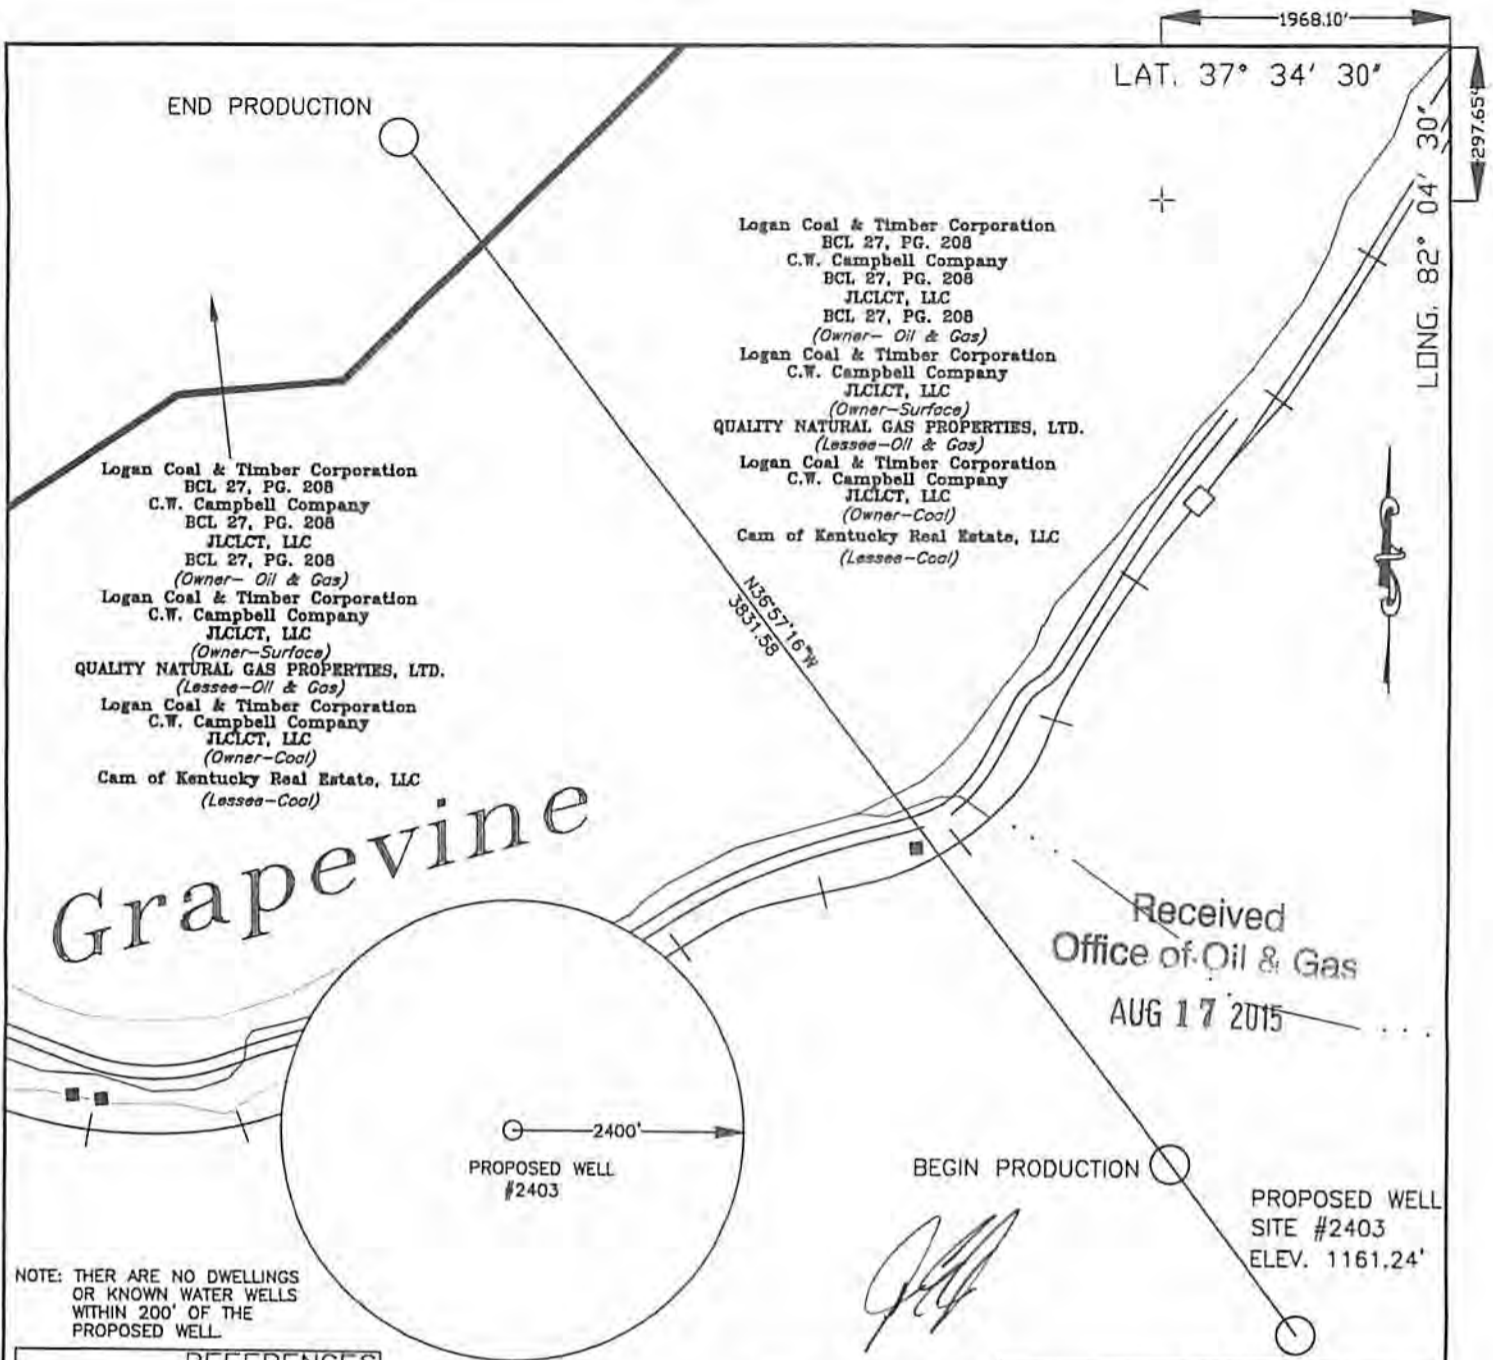 1968.10'
LAT. 37° 34' 30"
297.65'
LONG. 82° 04' 30"
END PRODUCTION
Logan Coal & Timber Corporation
BCL 27, PG. 208
C.W. Campbell Company
BCL 27, PG. 208
JLCLCT, LLC
BCL 27, PG. 208
(Owner- Oil & Gas)
Logan Coal & Timber Corporation
C.W. Campbell Company
JLCLCT, LLC
(Owner-Surface)
QUALITY NATURAL GAS PROPERTIES, LTD.
(Lessee-Oil & Gas)
Logan Coal & Timber Corporation
C.W. Campbell Company
JLCLCT, LLC
(Owner-Coal)
Cam of Kentucky Real Estate, LLC
(Lessee-Coal)
Logan Coal & Timber Corporation
BCL 27, PG. 208
C.W. Campbell Company
BCL 27, PG. 208
JLCLCT, LLC
BCL 27, PG. 208
(Owner- Oil & Gas)
Logan Coal & Timber Corporation
C.W. Campbell Company
JLCLCT, LLC
(Owner-Surface)
QUALITY NATURAL GAS PROPERTIES, LTD.
(Lessee-Oil & Gas)
Logan Coal & Timber Corporation
C.W. Campbell Company
JLCLCT, LLC
(Owner-Coal)
Cam of Kentucky Real Estate, LLC
(Lessee-Coal)
N36°57'16"W
3831.58
Grapevine
Received
Office of Oil & Gas
AUG 17 2015
2400'
PROPOSED WELL
#2403
BEGIN PRODUCTION
PROPOSED WELL
SITE #2403
ELEV. 1161.24'
NOTE: THER ARE NO DWELLINGS
OR KNOWN WATER WELLS
WITHIN 200' OF THE
PROPOSED WELL.
REFERENCES